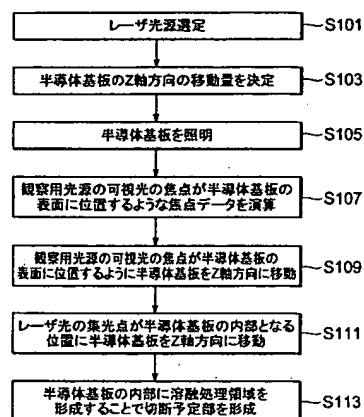 レーザ光源選定
S101
半導体基板のZ軸方向の移動量を決定
S103
半導体基板を照明
S105
観察用光源の可視光の焦点が半導体基板の
表面に位置するような焦点データを演算
S107
観察用光源の可視光の焦点が半導体基板の
表面に位置するように半導体基板をZ軸方向に移動
S109
レーザ光の集光点が半導体基板の内部となる
位置に半導体基板をZ軸方向に移動
S111
半導体基板の内部に溶融処理領域を
形成することで切断予定部を形成
S113